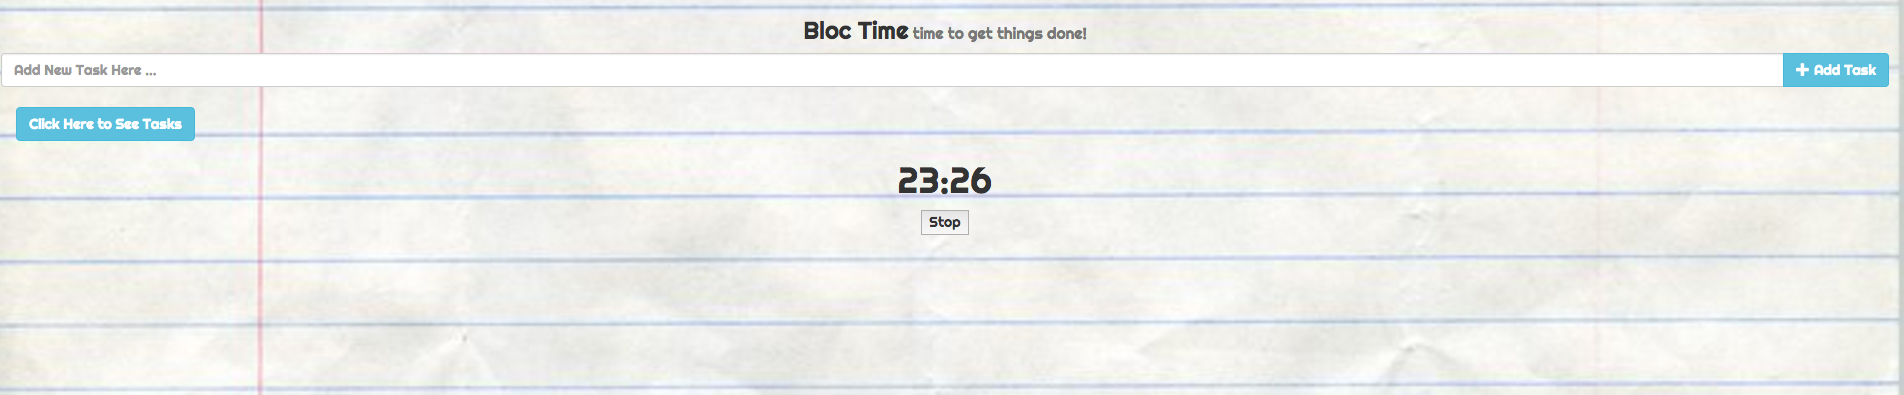 Bloc Time time to get things done!
Add New Task Here ...
Add Task
Click Here to See Tasks
23:26
Stop